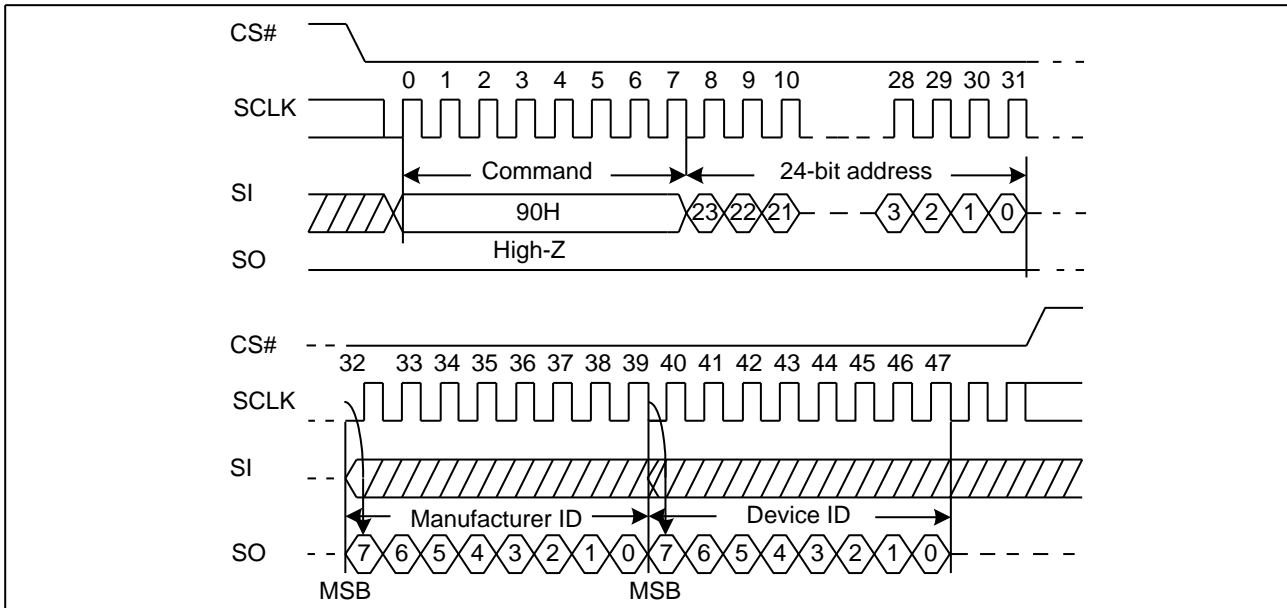 CS#
0 1 2 3 4 5 6 7 8 9 10 28 29 30 31
SCLK
Command 24-bit address
SI
90H 23 22 21 3 2 1 0
High-Z
SO
CS#
32 33 34 35 36 37 38 39 40 41 42 43 44 45 46 47
SCLK
SI
Manufacturer ID Device ID
SO 7 6 5 4 3 2 1 0 7 6 5 4 3 2 1 0
MSB MSB